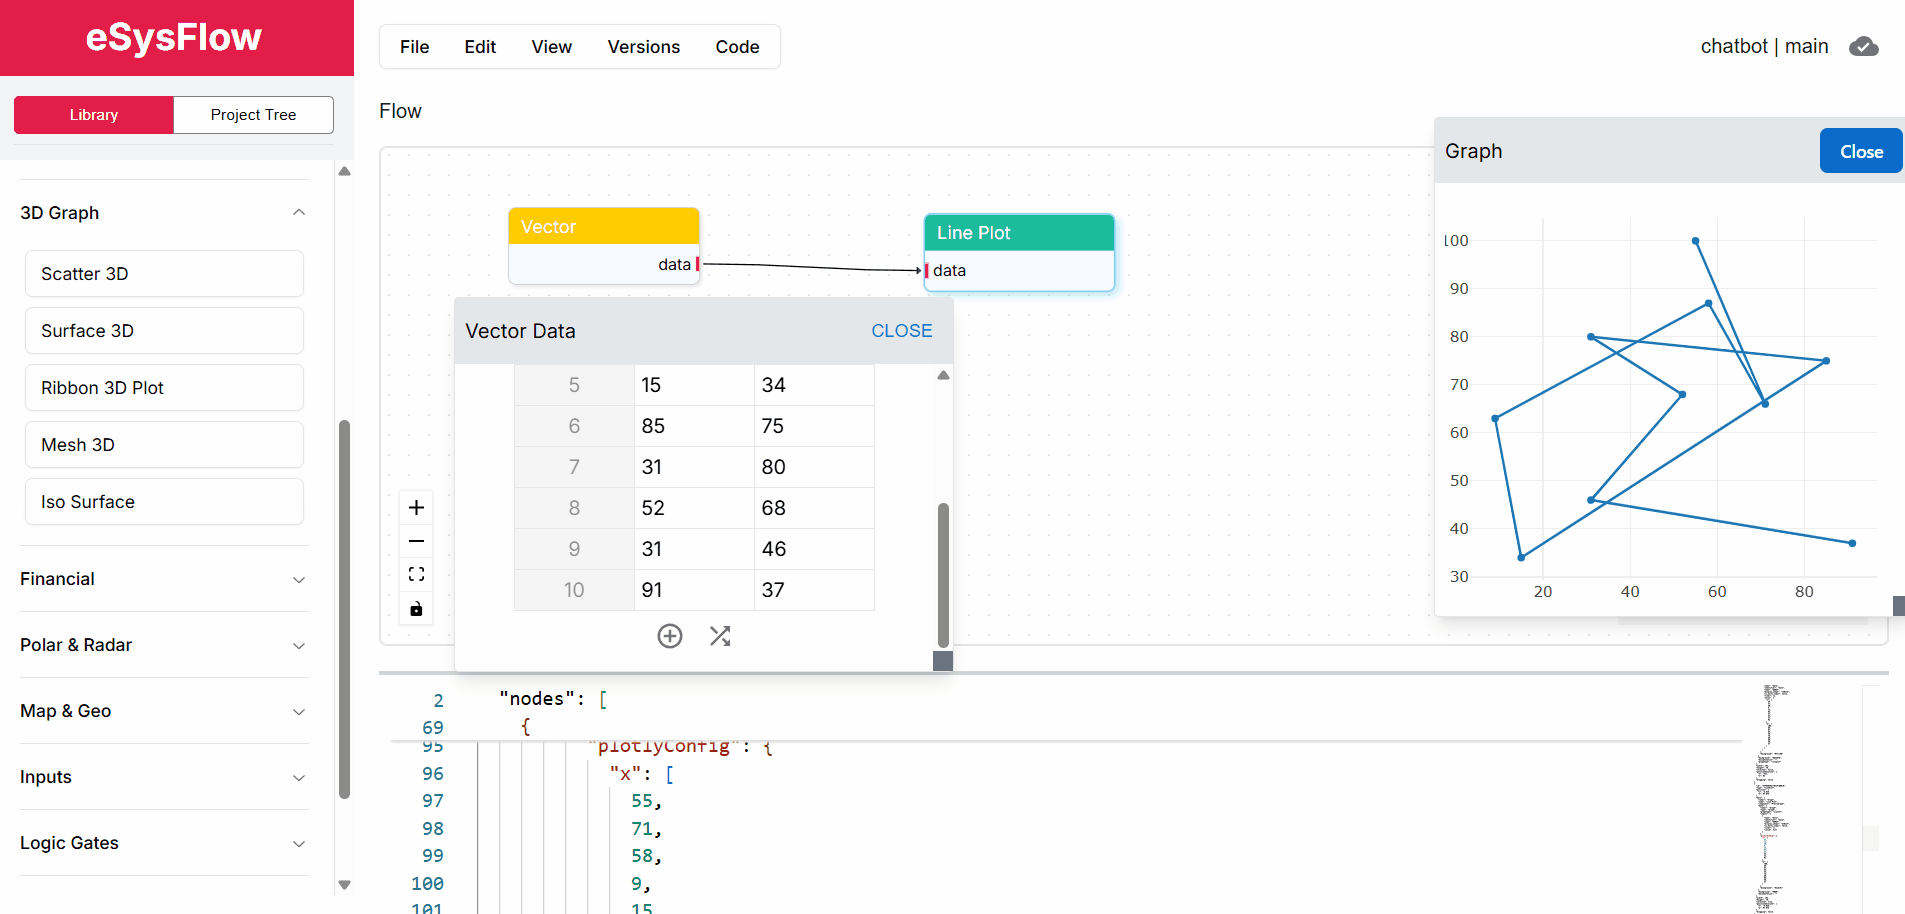 eSysFlow
File Edit View Versions Code
chatbot | main
Library
Project Tree
Flow
3D Graph
Scatter 3D
Surface 3D
Ribbon 3D Plot
Mesh 3D
Iso Surface
Financial
Polar & Radar
Map & Geo
Inputs
Logic Gates
Vector
data
Line Plot
data
Vector Data
CLOSE
5 15 34
6 85 75
7 31 80
8 52 68
9 31 46
10 91 37
Graph
Close
100
90
80
70
60
50
40
30
20 40 60 80
2 "nodes": [
69 {
95 "plotlyConfig": {
96 "x": [
97 55,
98 71,
99 58,
100 9,
101 15